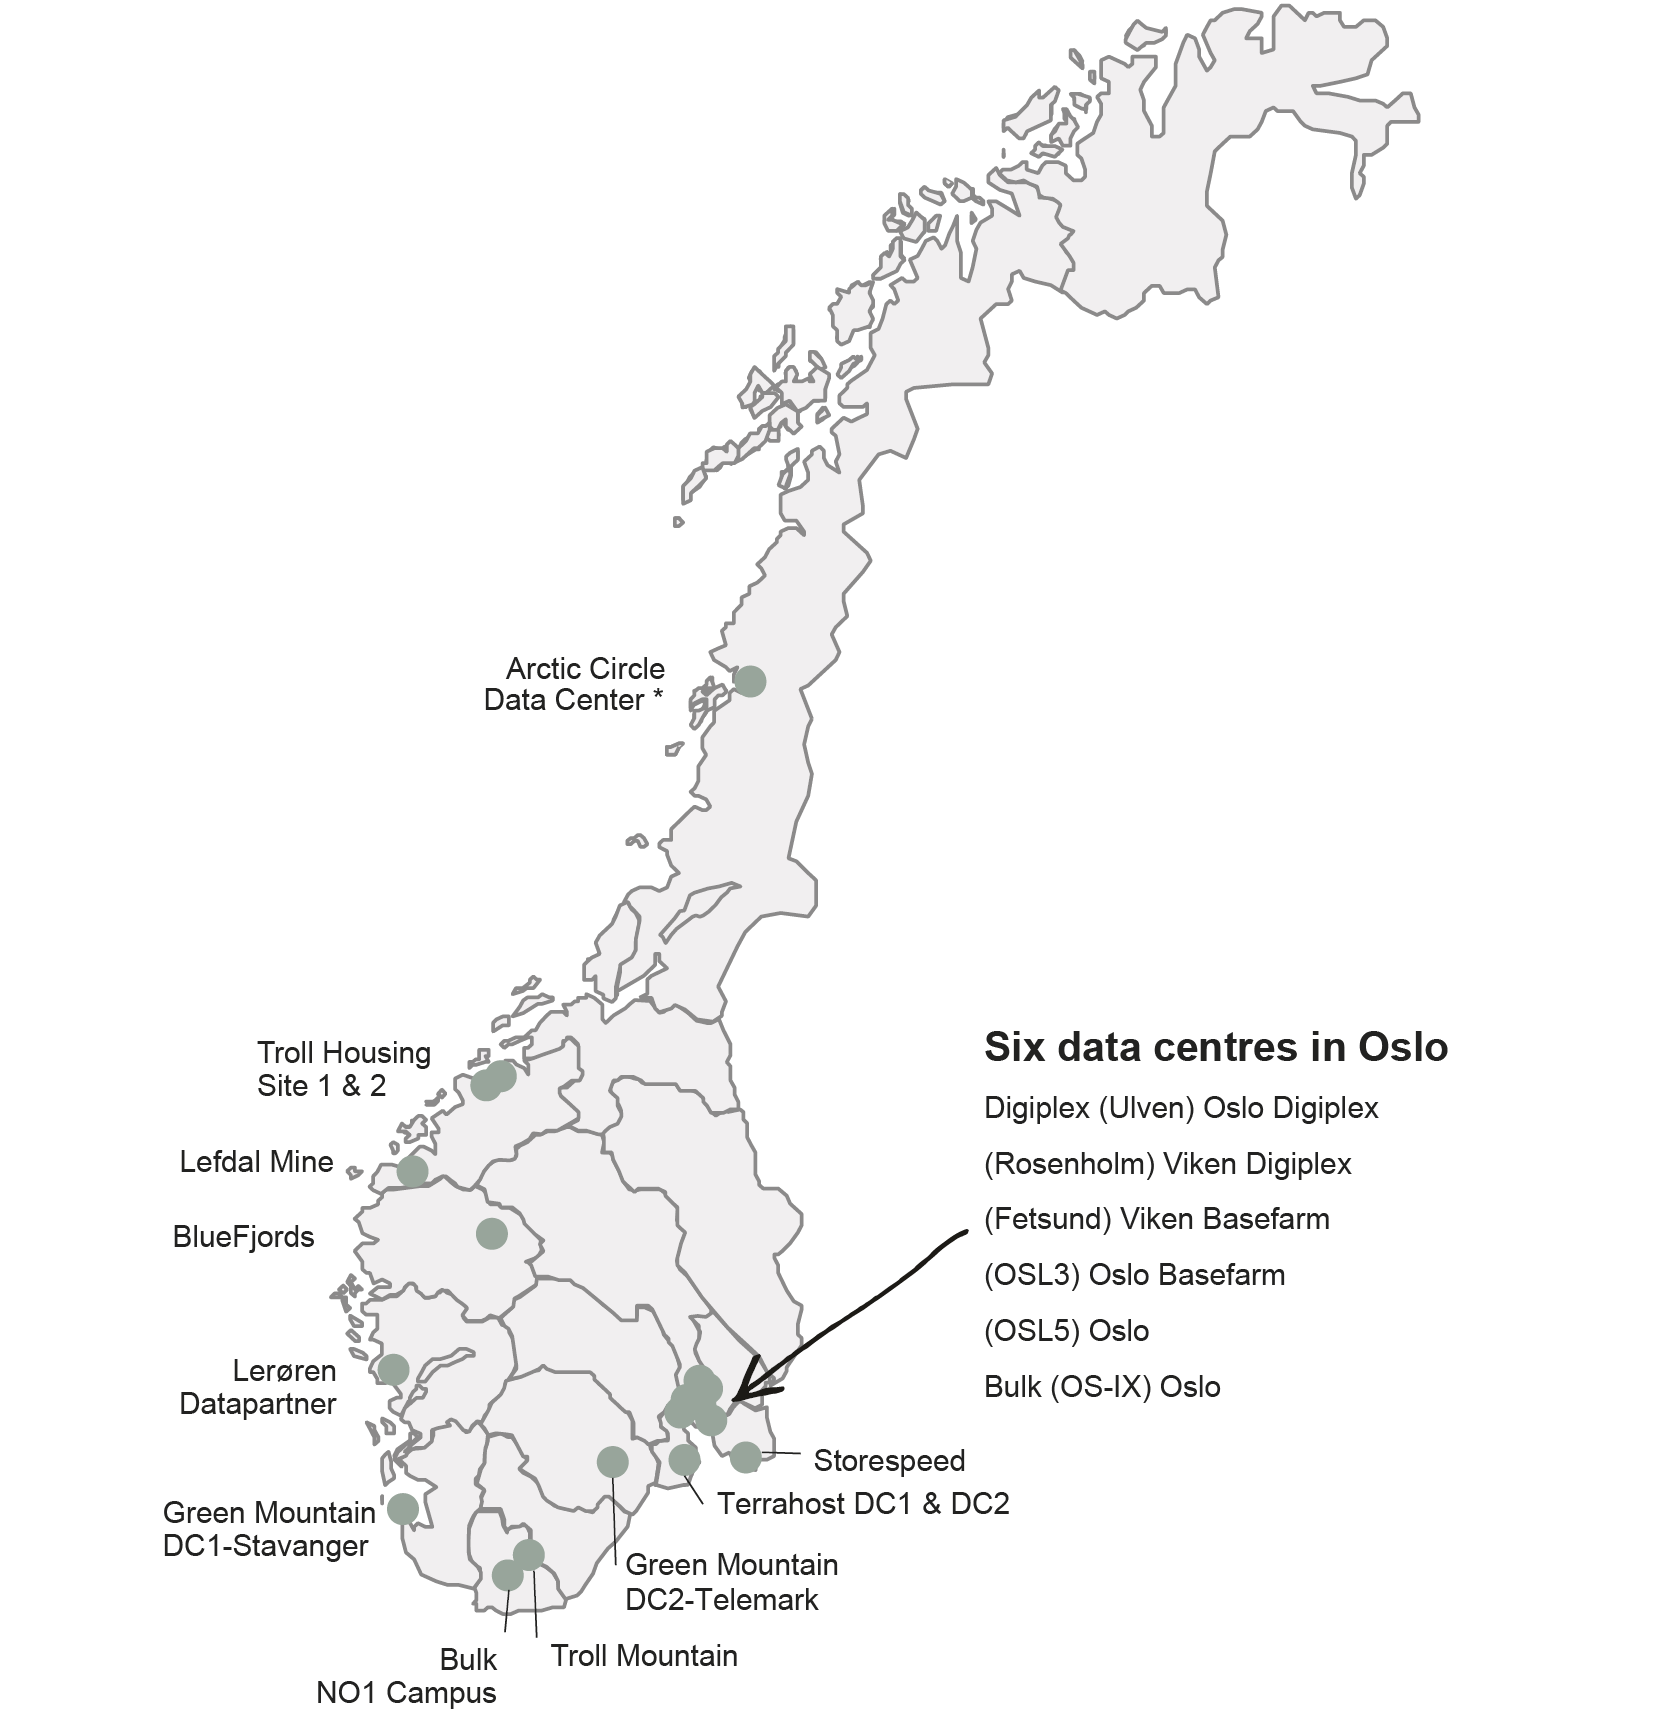 Arctic Circle
Data Center *
Troll Housing
Site 1 & 2
Lefdal Mine
BlueFjords
Lerøren
Datapartner
Green Mountain
DC1-Stavanger
Bulk
NO1 Campus
Troll Mountain
Green Mountain
DC2-Telemark
Terrahost DC1 & DC2
Storespeed
Six data centres in Oslo
Digiplex (Ulven) Oslo Digiplex
(Rosenholm) Viken Digiplex
(Fetsund) Viken Basefarm
(OSL3) Oslo Basefarm
(OSL5) Oslo
Bulk (OS-IX) Oslo